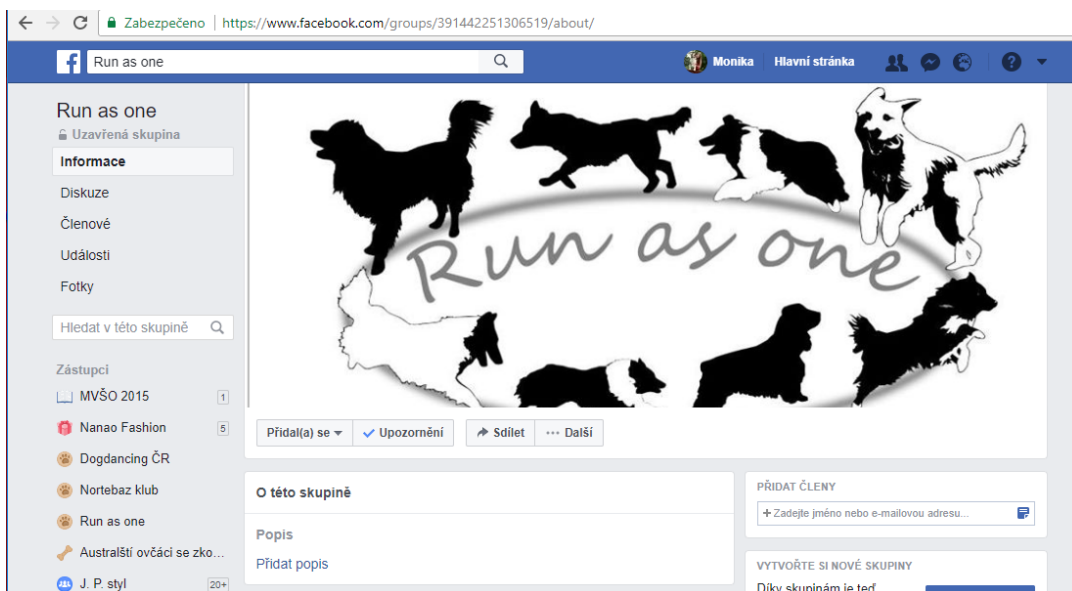 Zabezpečeno | https://www.facebook.com/groups/391442251306519/about/
Run as one
Monika Hlavní stránka
Run as one
Uzavřená skupina
Informace
Diskuze
Členové
Události
Fotky
Hledat v této skupině
Zástupci
MVŠO 2015 1
Nanao Fashion 5
Dogdancing ČR
Nortebaz klub
Run as one
Australští ovčáci se zko...
J. P. styl 20+
Run as one
Přidal(a) se Upozornění Sdílet ··· Další
O této skupině
Popis
Přidat popis
PŘIDAT ČLENY
+ Zadejte jméno nebo e-mailovou adresu...
VYTVOŘTE SI NOVÉ SKUPINY
Díky skupinám je teď